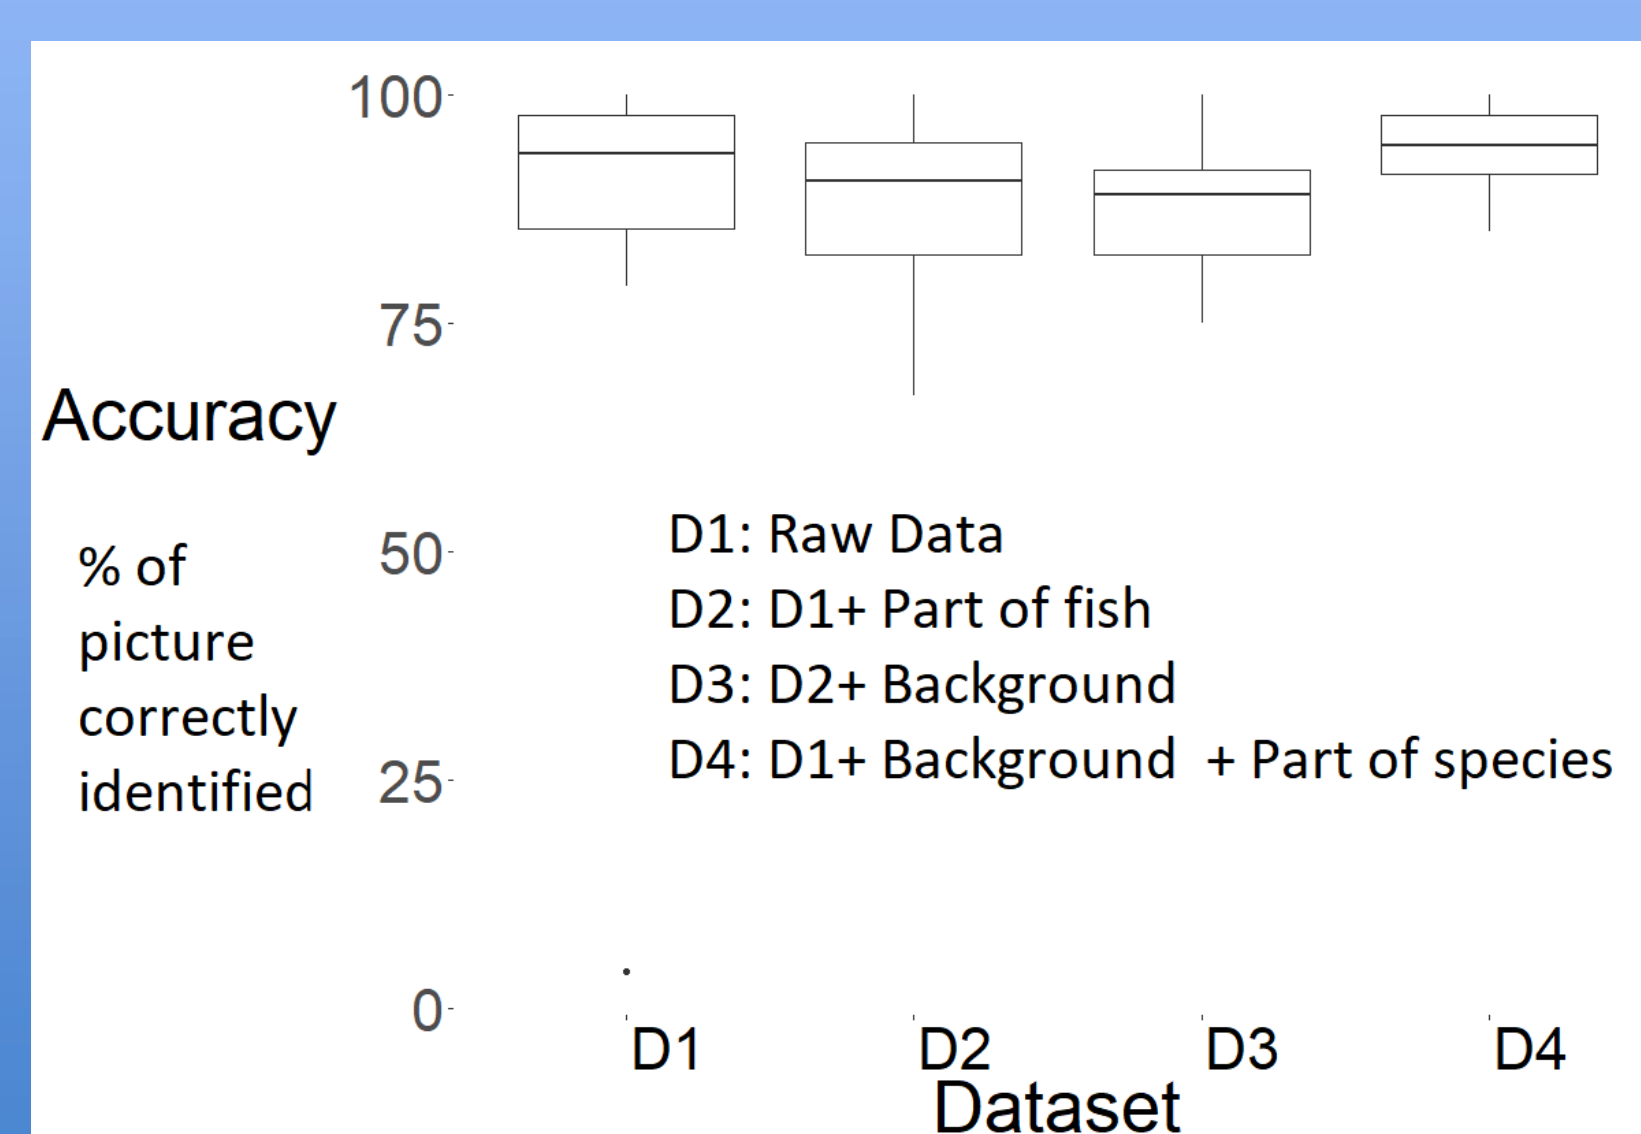 100
75
Accuracy
50
% of
picture
correctly
identified
25
0
D1: Raw Data
D2: D1+ Part of fish
D3: D2+ Background
D4: D1+ Background + Part of species
D1 D2 D3 D4
Dataset